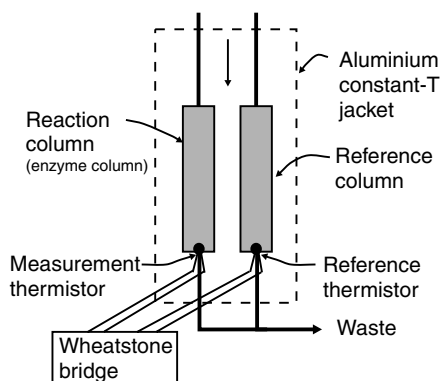 Aluminium
constant-T
jacket
Reaction
column
(enzyme column)
Reference
column
Measurement
thermistor
Reference
thermistor
Waste
Wheatstone
bridge